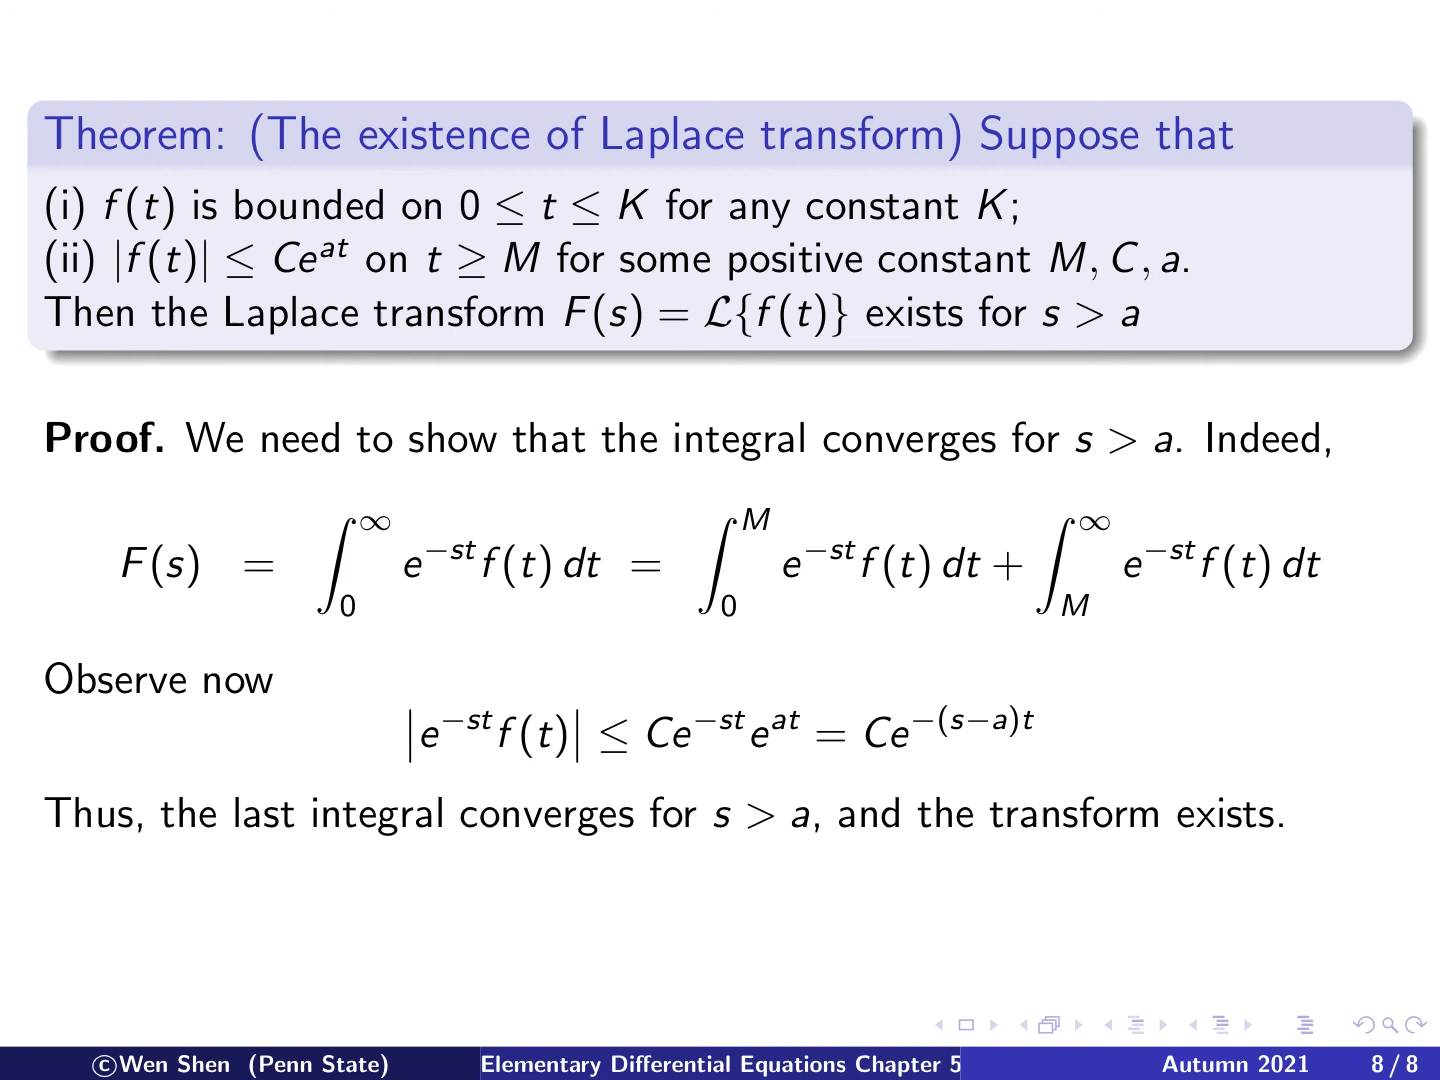 Theorem: (The existence of Laplace transform) Suppose that
(i) f(t) is bounded on 0 ≤ t ≤ K for any constant K;
(ii) |f(t)| ≤ Ce^{at} on t ≥ M for some positive constant M, C, a.
Then the Laplace transform F(s) = ℒ{f(t)} exists for s > a
Proof. We need to show that the integral converges for s > a. Indeed,
F(s) = ∫_0^∞ e^{−st} f(t) dt = ∫_0^M e^{−st} f(t) dt + ∫_M^∞ e^{−st} f(t) dt
Observe now
|e^{−st} f(t)| ≤ Ce^{−st} e^{at} = Ce^{−(s−a)t}
Thus, the last integral converges for s > a, and the transform exists.
©Wen Shen (Penn State) Elementary Differential Equations Chapter 5 Autumn 2021 8 / 8